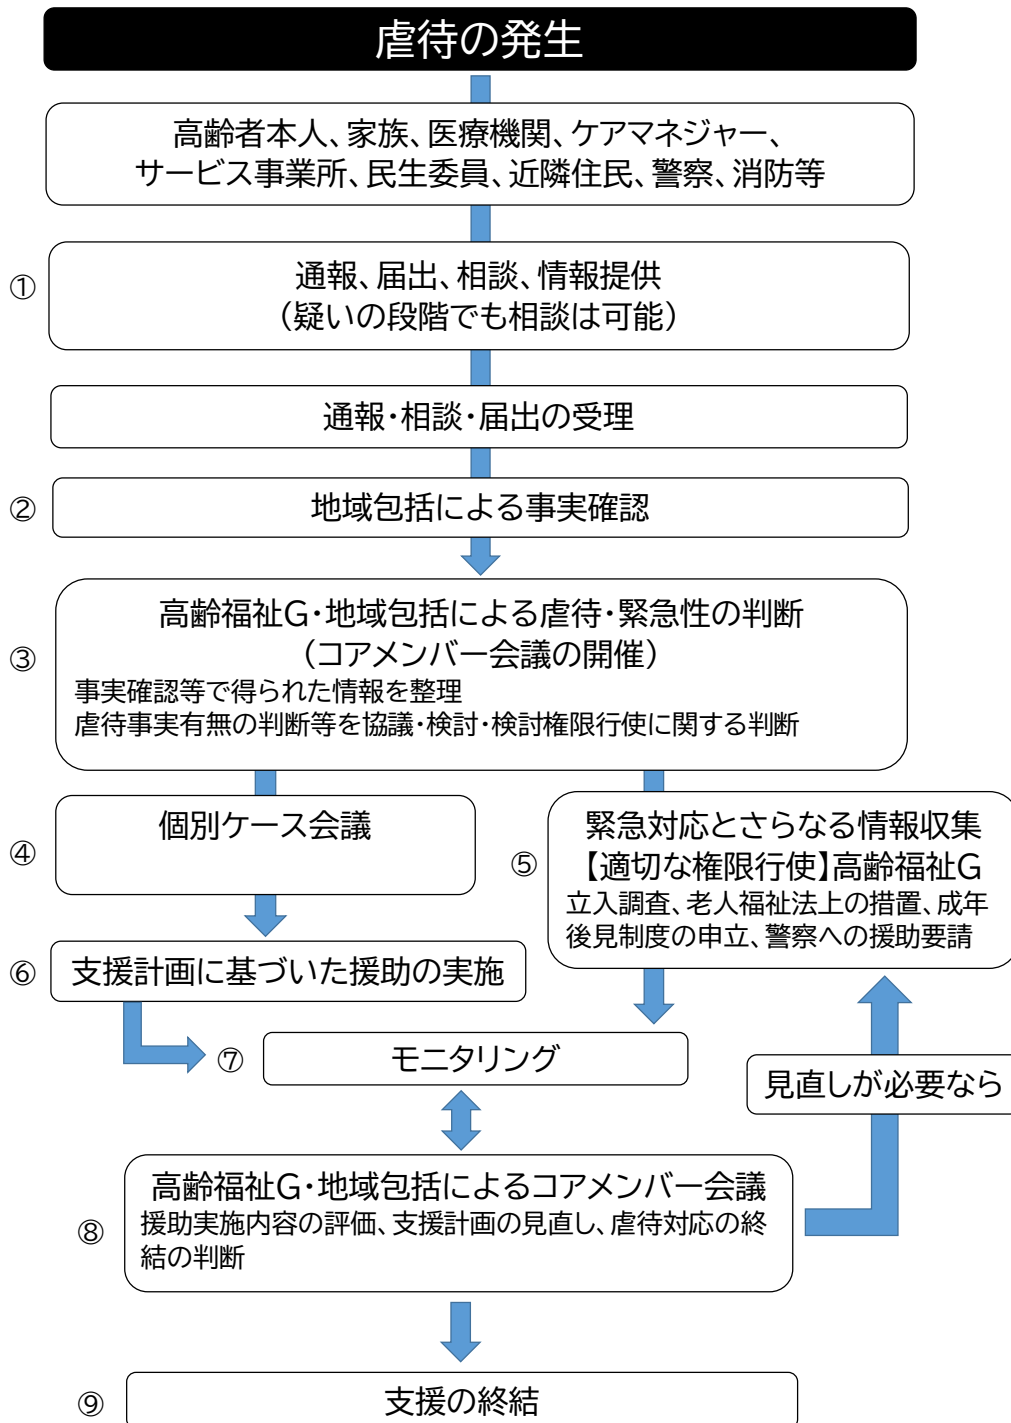 虐待の発生
高齢者本人、家族、医療機関、ケアマネジャー、
サービス事業所、民生委員、近隣住民、警察、消防等
①
通報、届出、相談、情報提供
（疑いの段階でも相談は可能）
通報・相談・届出の受理
②
地域包括による事実確認
③
高齢福祉G・地域包括による虐待・緊急性の判断
（コアメンバー会議の開催）
事実確認等で得られた情報を整理
虐待事実有無の判断等を協議・検討・検討権限行使に関する判断
④
個別ケース会議
⑤
緊急対応とさらなる情報収集
【適切な権限行使】高齢福祉G
立入調査、老人福祉法上の措置、成年
後見制度の申立、警察への援助要請
⑥
支援計画に基づいた援助の実施
⑦
モニタリング
見直しが必要なら
⑧
高齢福祉G・地域包括によるコアメンバー会議
援助実施内容の評価、支援計画の見直し、虐待対応の終
結の判断
⑨
支援の終結